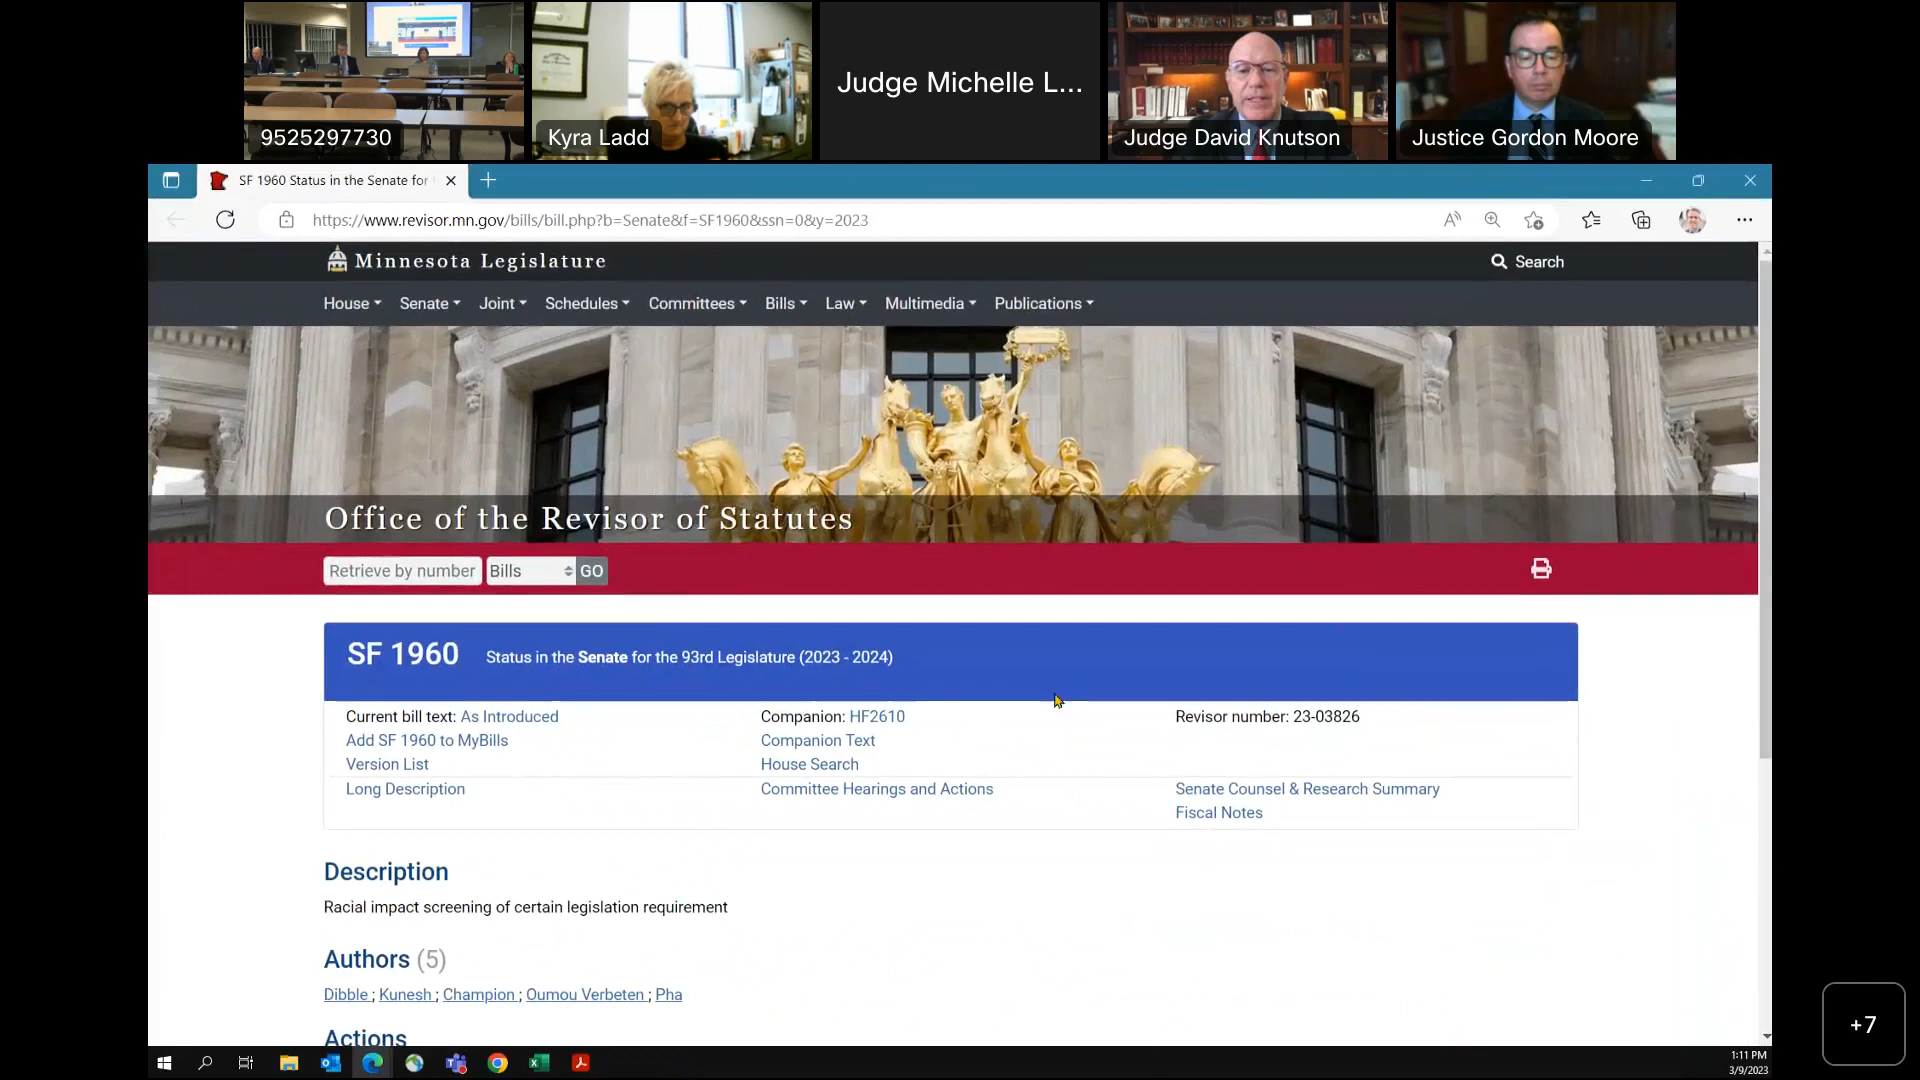 9525297730
Kyra Ladd
Judge Michelle L...
Judge David Knutson
Justice Gordon Moore
SF 1960 Status in the Senate for
https://www.revisor.mn.gov/bills/bill.php?b=Senate&f=SF1960&ssn=0&y=2023
Minnesota Legislature
Search
House Senate Joint Schedules Committees Bills Law Multimedia Publications
Office of the Revisor of Statutes
Retrieve by number Bills GO
SF 1960 Status in the Senate for the 93rd Legislature (2023 - 2024)
Current bill text: As Introduced Companion: HF2610 Revisor number: 23-03826
Add SF 1960 to MyBills Companion Text
Version List House Search
Long Description Committee Hearings and Actions Senate Counsel & Research Summary
Fiscal Notes
Description
Racial impact screening of certain legislation requirement
Authors (5)
Dibble ; Kunesh ; Champion ; Oumou Verbeten ; Pha
Actions
+7
1:11 PM
3/9/2023